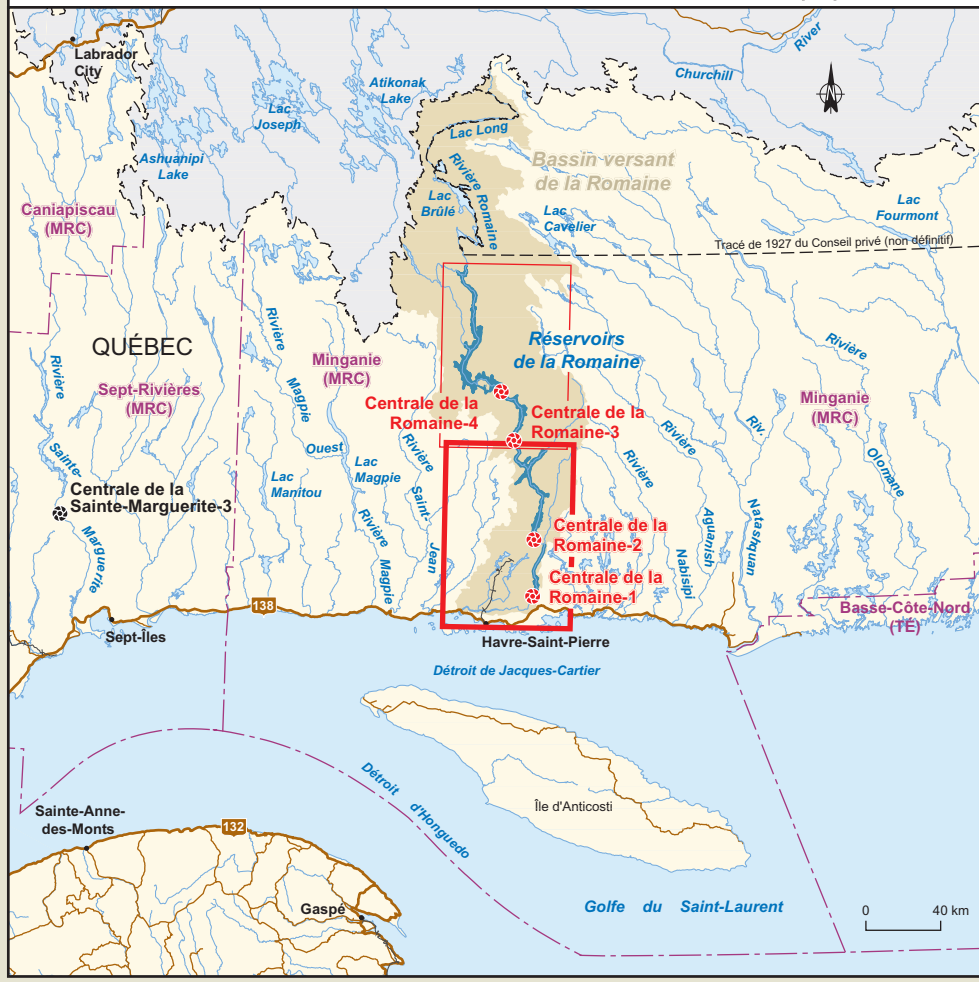 Labrador
City
Atikonak
Lake
Churchill
River
Lac
Joseph
Lac Long
Ashuanipi
Lake
Rivière Romaine
Bassin versant
de la Romaine
Lac
Brûlé
Lac
Cavelier
Lac
Fourmont
Caniapiscau
(MRC)
Tracé de 1927 du Conseil privé (non définitif)
QUÉBEC
Réservoirs
de la Romaine
Minganie
(MRC)
Sept-Rivières
(MRC)
Minganie
(MRC)
Centrale de la
Romaine-4
Centrale de la
Romaine-3
Rivière
Sainte-
Marguerite
Rivière
Magpie
Ouest
Lac
Manitou
Lac
Magpie
Rivière Magpie
Rivière
Saint-
Jean
Rivière
Nabisipi
Rivière
Aguanish
Riv.
Natashquan
Rivière
Olomane
Centrale de la
Sainte-Marguerite-3
Centrale de la
Romaine-2
Centrale de la
Romaine-1
138
Sept-Îles
Havre-Saint-Pierre
Basse-Côte-Nord
(TÉ)
Détroit de Jacques-Cartier
Île d'Anticosti
Détroit d'Honguedo
Sainte-Anne-
des-Monts
132
Gaspé
Golfe du Saint-Laurent
0 40 km